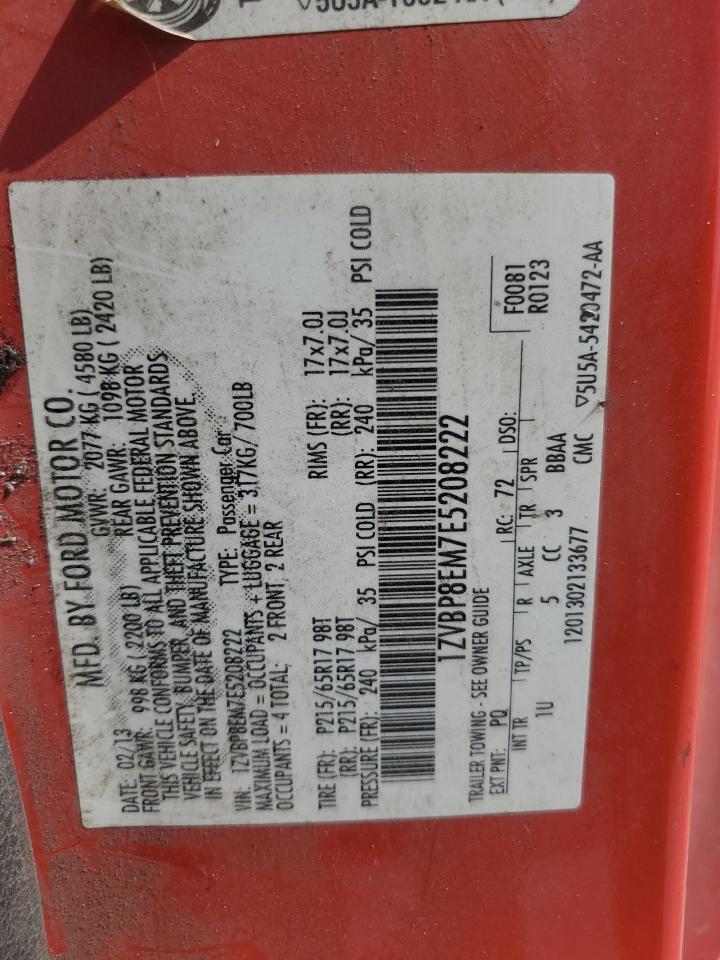 MFD. BY FORD MOTOR CO.
DATE: 02/13 GVWR: 2077 KG ( 4580 LB)
FRONT GAWR: 998 KG ( 2200 LB) REAR GAWR: 1098 KG ( 2420 LB)
THIS VEHICLE CONFORMS TO ALL APPLICABLE FEDERAL MOTOR
VEHICLE SAFETY, BUMPER, AND THEFT PREVENTION STANDARDS
IN EFFECT ON THE DATE OF MANUFACTURE SHOWN ABOVE.
VIN: 1ZVBP8EM7E5208222 TYPE: Passenger Car
MAXIMUM LOAD = OCCUPANTS + LUGGAGE = 317KG/ 700LB
OCCUPANTS = 4 TOTAL; 2 FRONT, 2 REAR
TIRE (FR): P215/65R17 98T RIMS (FR): 17x7.0J
(RR): P215/65R17 98T (RR): 17x7.0J
PRESSURE (FR): 240 kPa/ 35 PSI COLD (RR): 240 kPa/ 35 PSI COLD
1ZVBP8EM7E5208222
TRAILER TOWING - SEE OWNER GUIDE
F0081
R0123
EXT PNT: PQ RC: 72 DSO:
INT TR TP/PS R AXLE TR SPR
1U 5 CC 3 BBAA
1201302133677 CMC ▽5U5A-5420472-AA